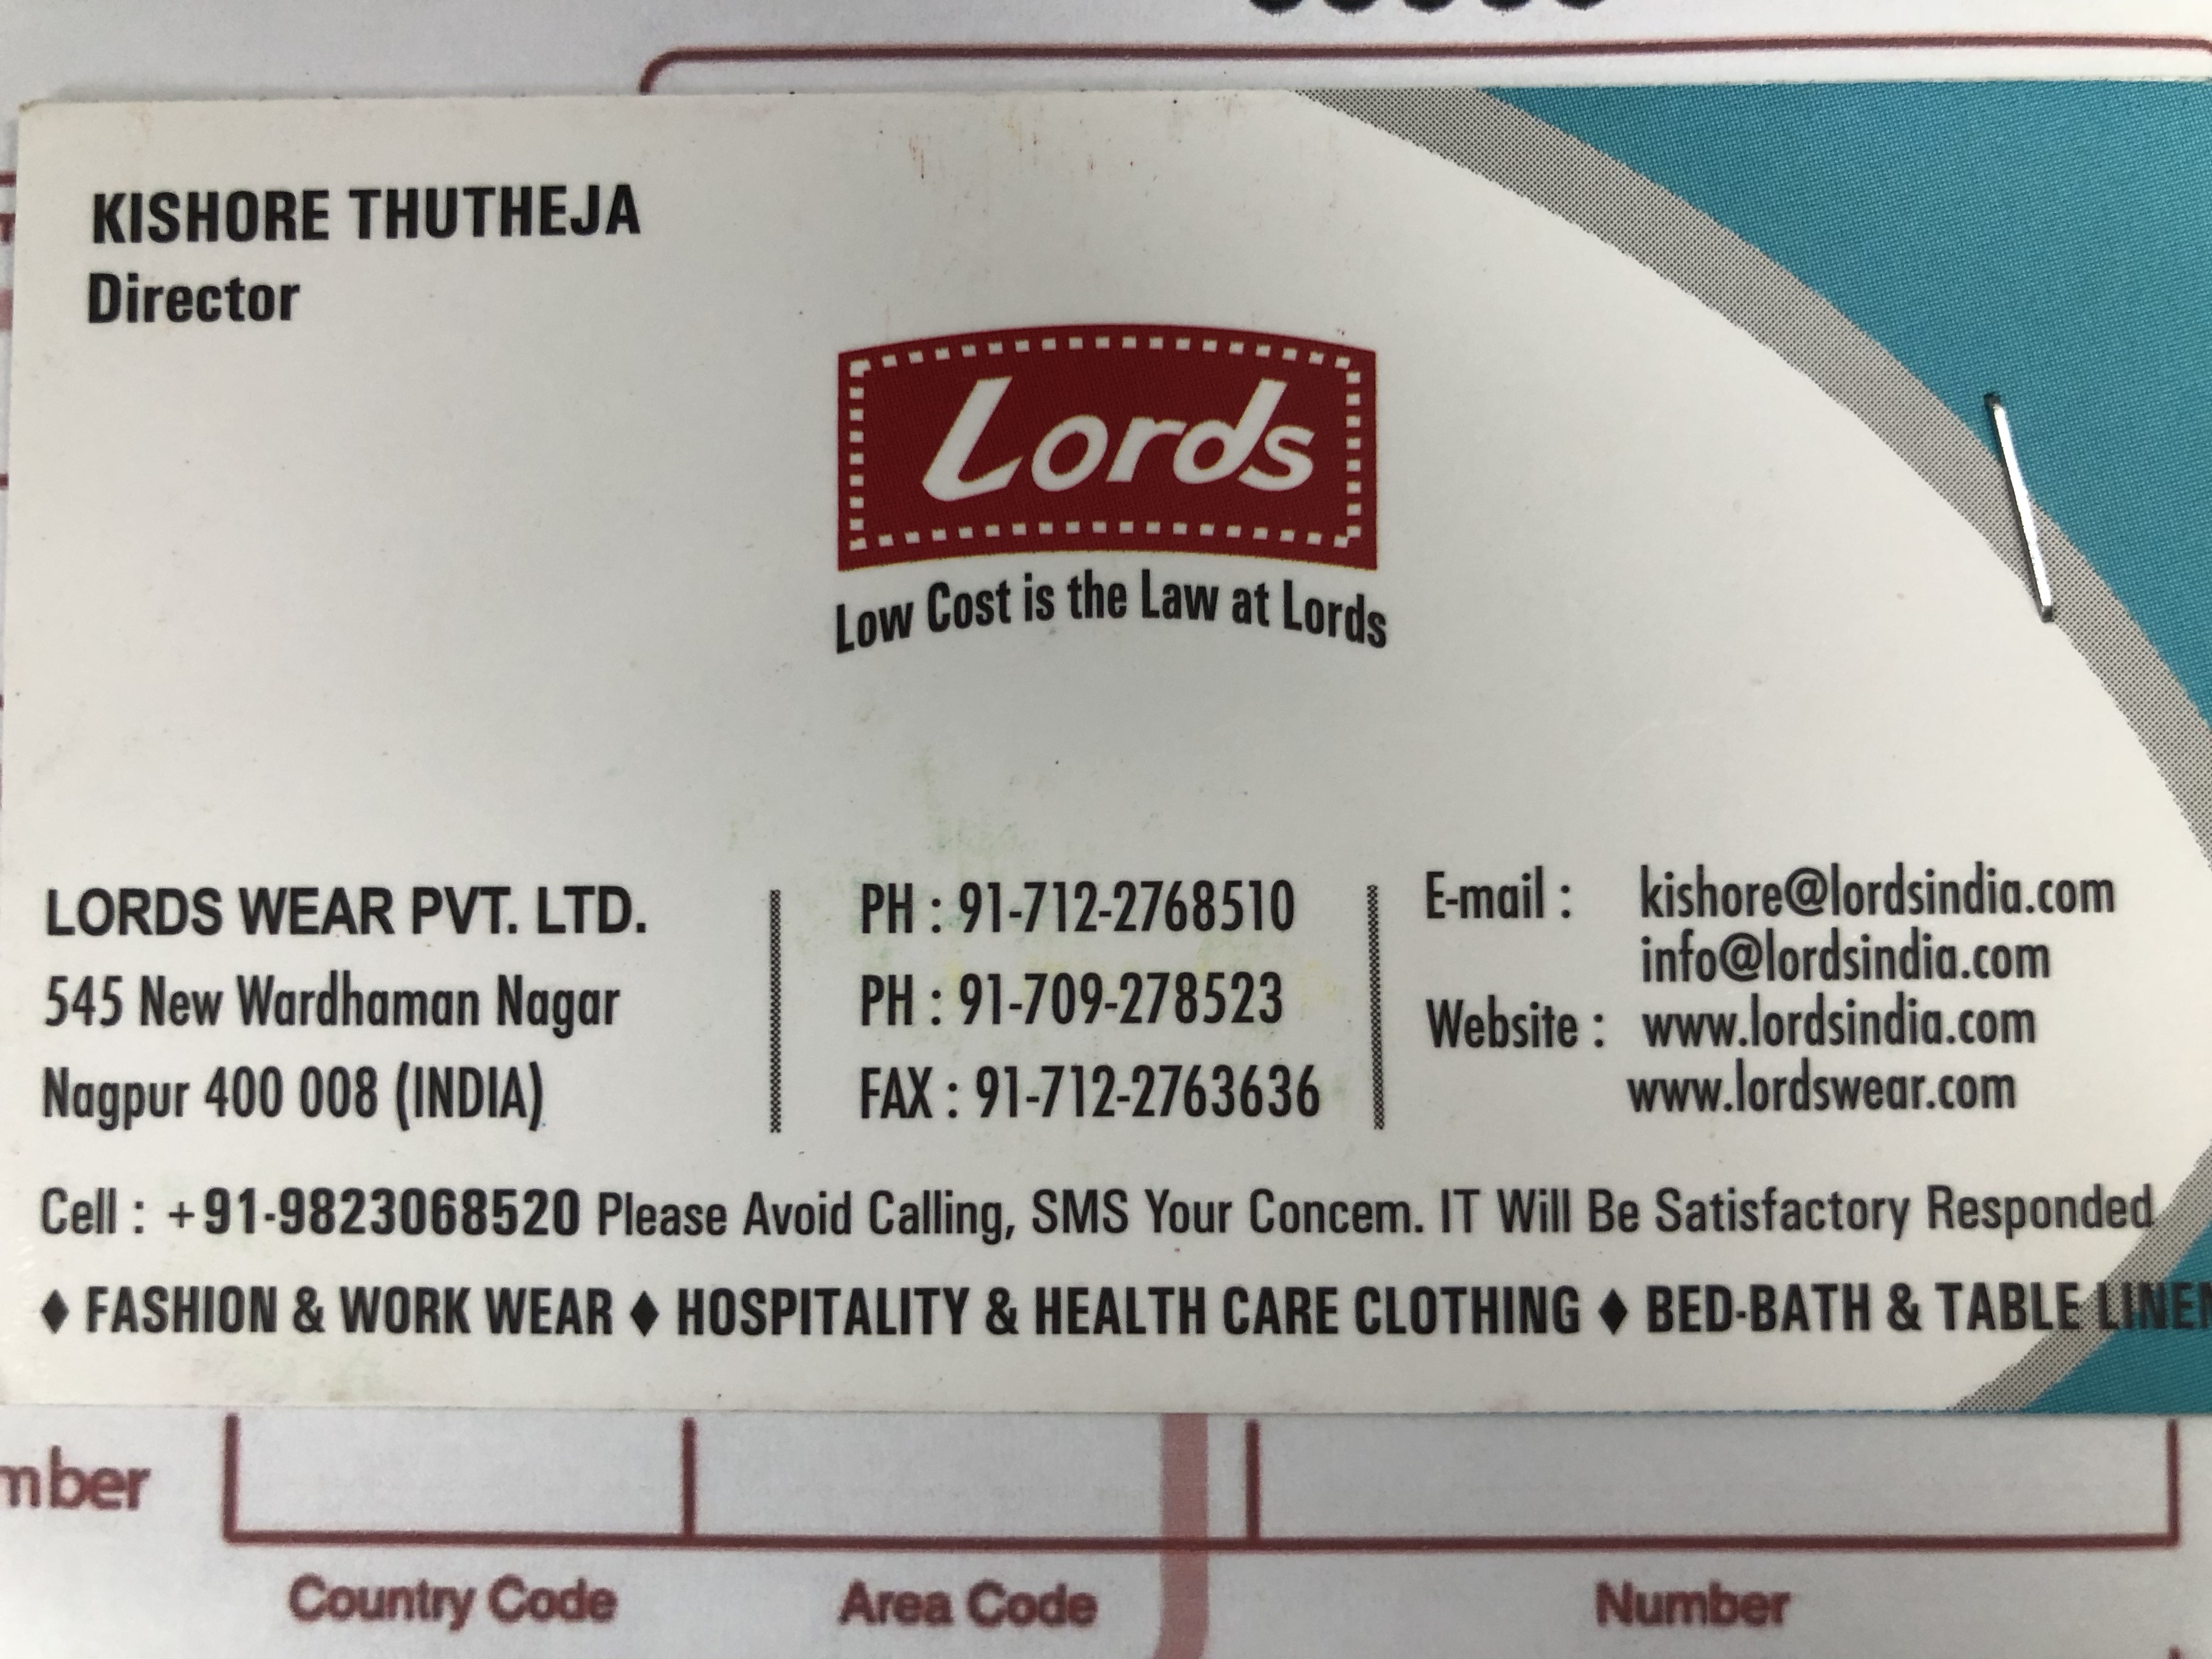 KISHORE THUTHEJA
Director
Lords
Low Cost is the Law at Lords
LORDS WEAR PVT. LTD.
545 New Wardhaman Nagar
Nagpur 400 008 (INDIA)
PH : 91-712-2768510
PH : 91-709-278523
FAX : 91-712-2763636
E-mail : kishore@lordsindia.com
info@lordsindia.com
Website : www.lordsindia.com
www.lordswear.com
Cell : +91-9823068520 Please Avoid Calling, SMS Your Concem. IT Will Be Satisfactory Responded
♦ FASHION & WORK WEAR ♦ HOSPITALITY & HEALTH CARE CLOTHING ♦ BED-BATH & TABLE LINEN
mber
Country Code Area Code Number